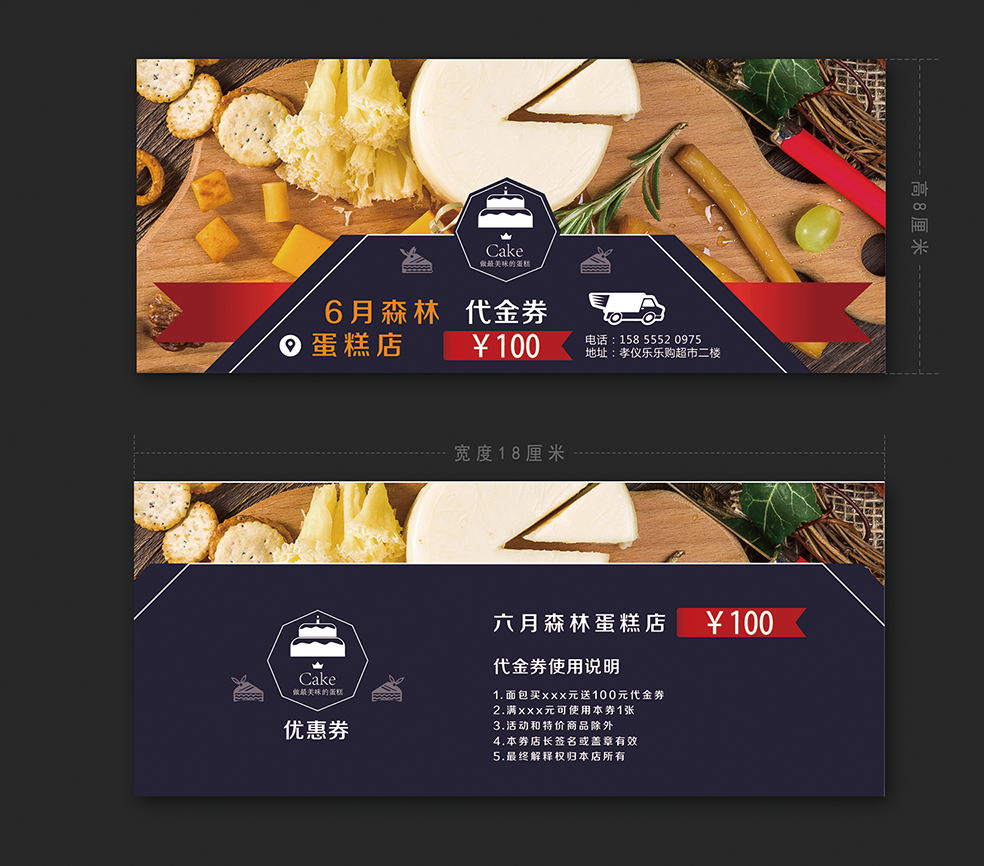 高8厘米
Cake
做最美味的蛋糕
6月森林
蛋糕店
代金券
￥100
电话：158 5552 0975
地址：孝仪乐乐购超市二楼
宽度18厘米
Cake
做最美味的蛋糕
优惠券
六月森林蛋糕店
￥100
代金券使用说明
1.面包买xxx元送100元代金券
2.满xxx元可使用本券1张
3.活动和特价商品除外
4.本券店长签名或盖章有效
5.最终解释权归本店所有